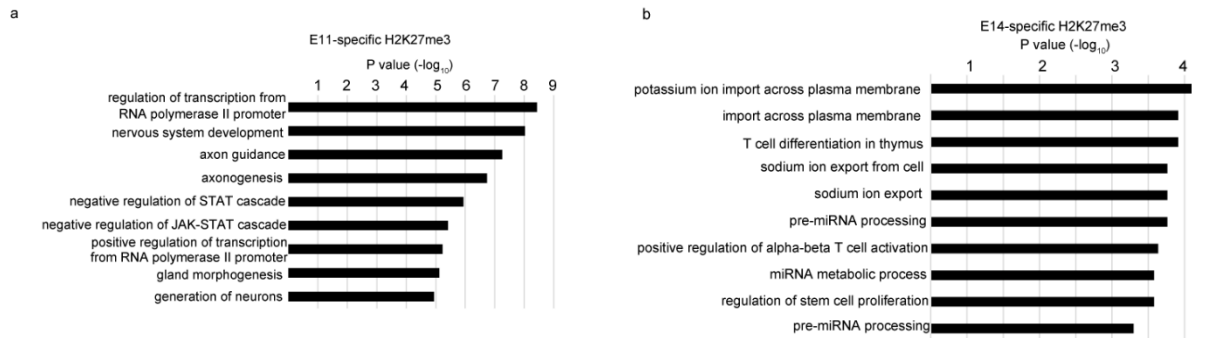 a
E11-specific H2K27me3
P value (-log10)
1 2 3 4 5 6 7 8 9
regulation of transcription from
RNA polymerase II promoter
nervous system development
axon guidance
axonogenesis
negative regulation of STAT cascade
negative regulation of JAK-STAT cascade
positive regulation of transcription
from RNA polymerase II promoter
gland morphogenesis
generation of neurons
b
E14-specific H2K27me3
P value (-log10)
1 2 3 4
potassium ion import across plasma membrane
import across plasma membrane
T cell differentiation in thymus
sodium ion export from cell
sodium ion export
pre-miRNA processing
positive regulation of alpha-beta T cell activation
miRNA metabolic process
regulation of stem cell proliferation
pre-miRNA processing